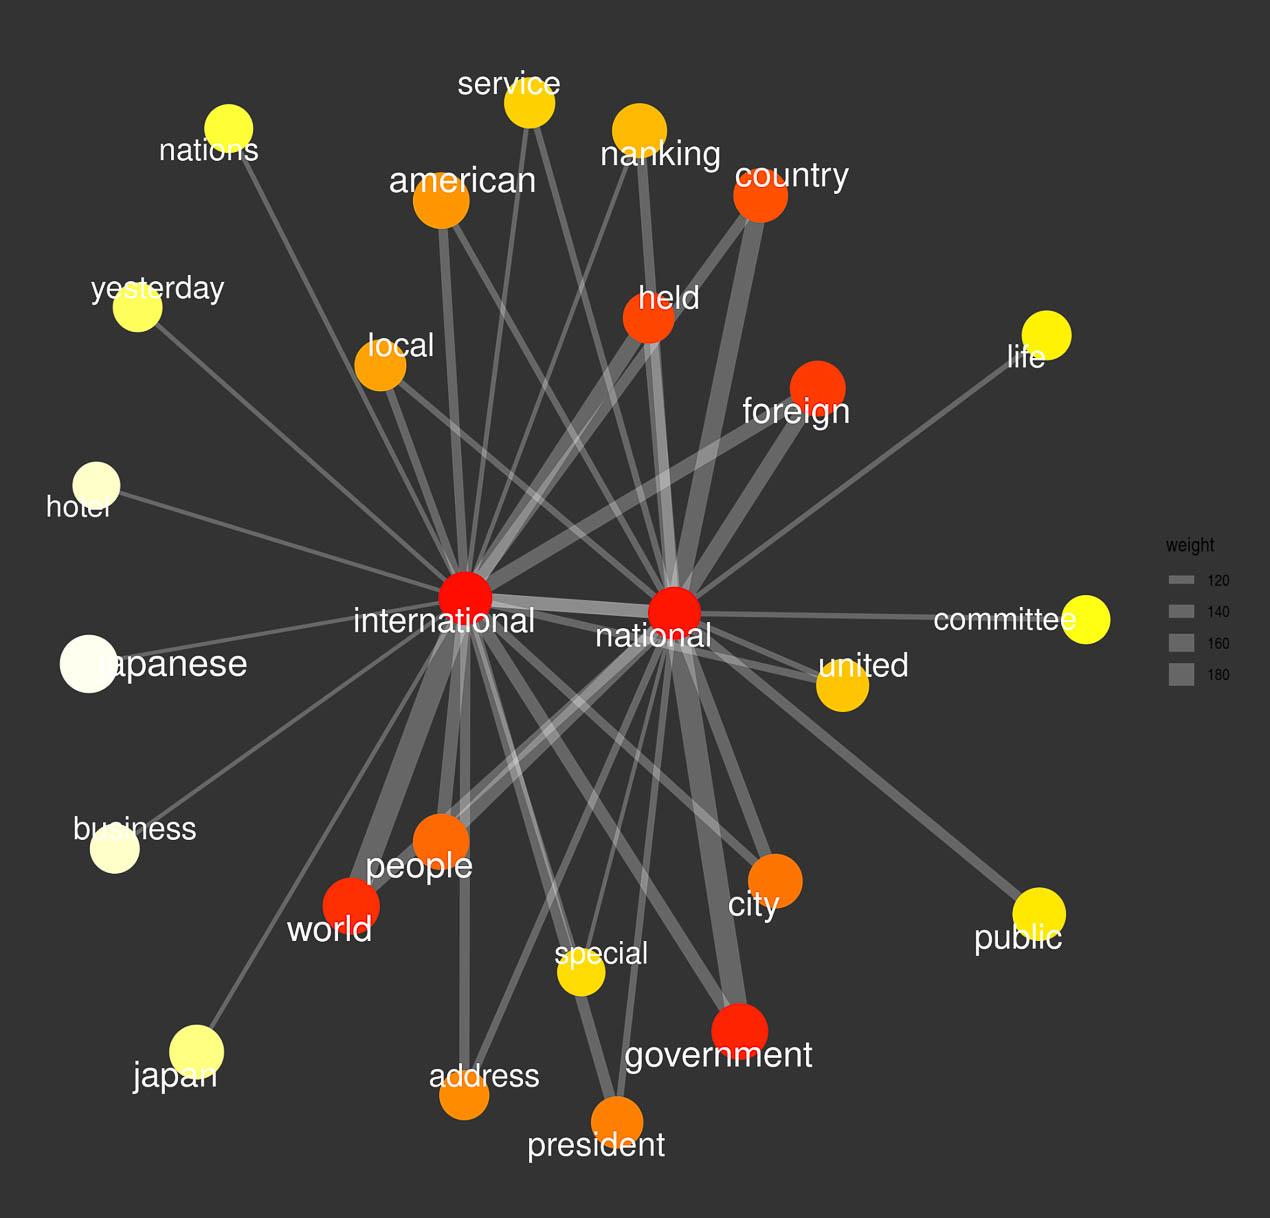 service
nations
nanking
american
country
yesterday
held
local
life
foreign
hotel
weight
120
140
160
180
international
national
committee
japanese
united
business
people
world
city
public
special
government
japan
address
president